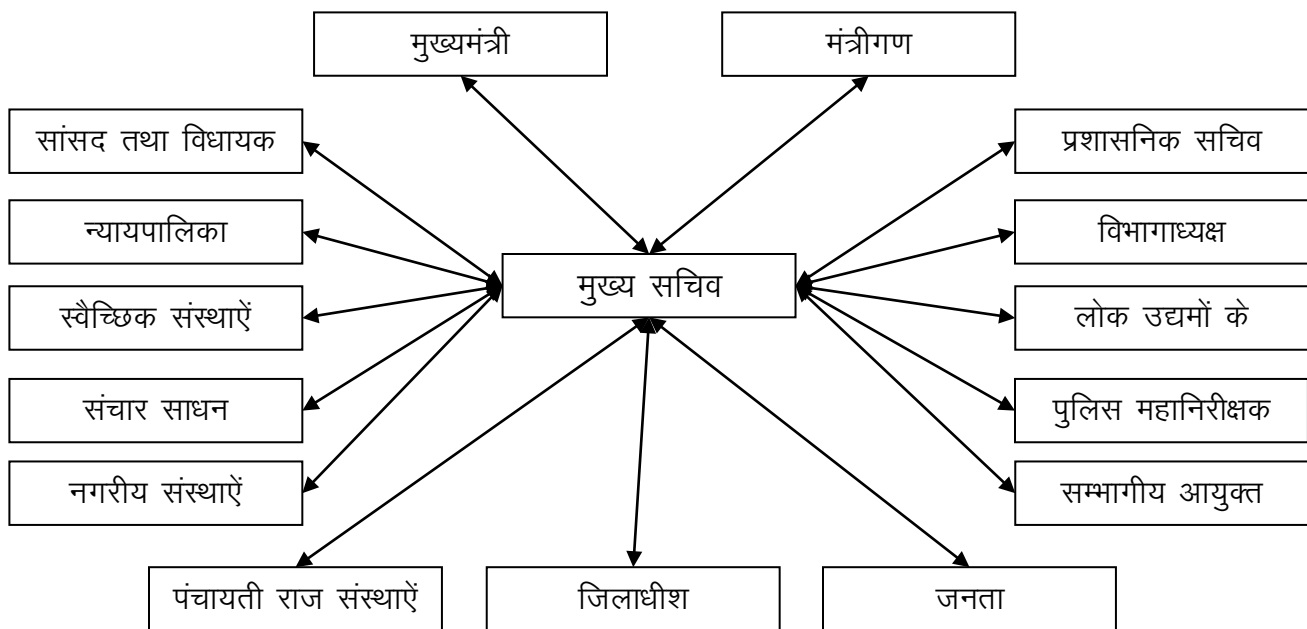 मुख्यमंत्री
मंत्रीगण
सांसद तथा विधायक
प्रशासनिक सचिव
न्यायपालिका
विभागाध्यक्ष
मुख्य सचिव
स्वैच्छिक संस्थाऐं
लोक उद्यमों के
संचार साधन
पुलिस महानिरीक्षक
नगरीय संस्थाऐं
सम्भागीय आयुक्त
पंचायती राज संस्थाऐं
जिलाधीश
जनता